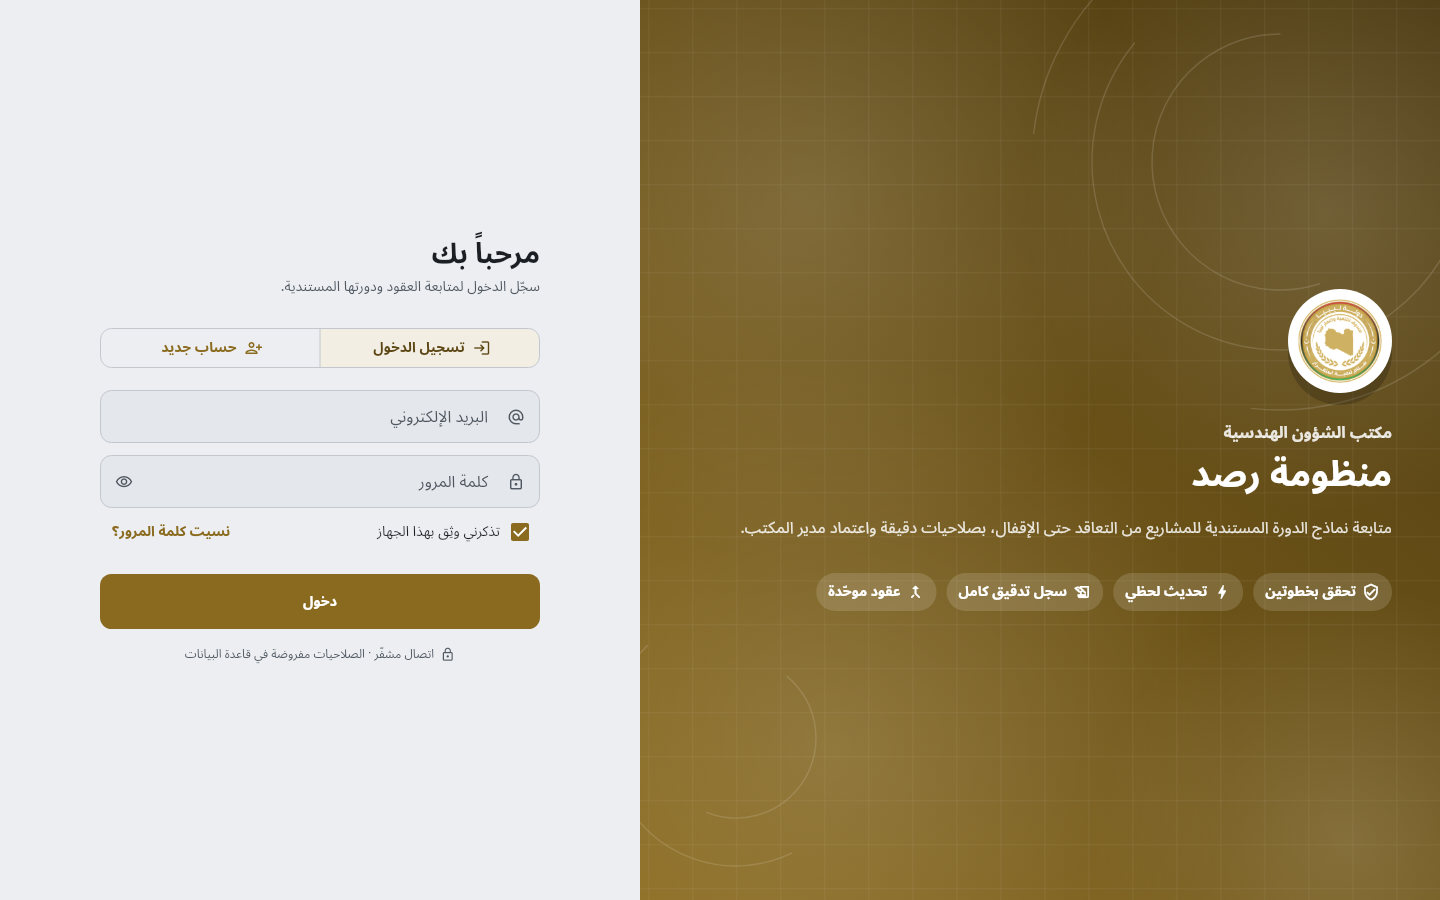 مكتب الشؤون الهندسية
منظومة رصد
متابعة نماذج الدورة المستندية للمشاريع من التعاقد حتى الإقفال، بصلاحيات دقيقة واعتماد مدير المكتب.
تحقق بخطوتين
تحديث لحظي
سجل تدقيق كامل
عقود موحّدة
مرحباً بك
سجّل الدخول لمتابعة العقود ودورتها المستندية.
تسجيل الدخول
حساب جديد
البريد الإلكتروني
كلمة المرور
تذكرني وثِق بهذا الجهاز
نسيت كلمة المرور؟
دخول
اتصال مشفّر · الصلاحيات مفروضة في قاعدة البيانات